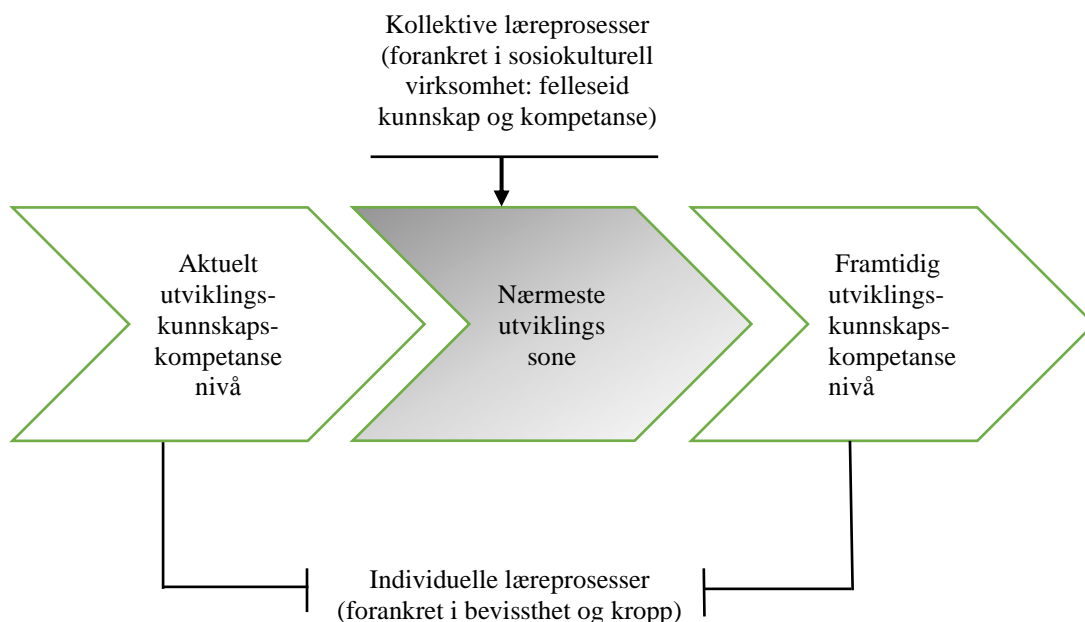 Kollektive læreprosesser
(forankret i sosiokulturell
virksomhet: felleseid
kunnskap og kompetanse)
Aktuelt
utviklings-
kunnskaps-
kompetanse
nivå
Nærmeste
utviklings
sone
Framtidig
utviklings-
kunnskaps-
kompetanse
nivå
Individuelle læreprosesser
(forankret i bevissthet og kropp)